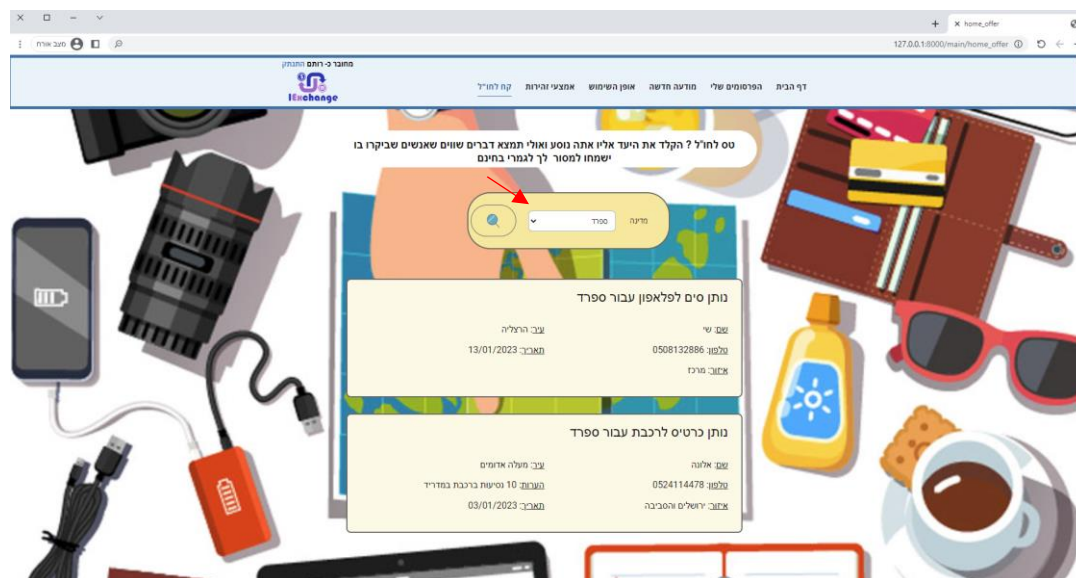 home_offer
127.0.0.1:8000/main/home_offer
מצב אורח
מחובר כ- רותם התנתק
IExchange
דף הבית הפרסומים שלי מודעה חדשה אופן השימוש אמצעי זהירות קח לחו״ל
טס לחו"ל ? הקלד את היעד אליו אתה נוסע ואולי תמצא דברים שווים שאנשים שביקרו בו
ישמחו למסור לך לגמרי בחינם
מדינה ספרד
נותן סים לפלאפון עבור ספרד
שם: שי עיר: הרצליה
טלפון: 0508132886 תאריך: 13/01/2023
איזור: מרכז
נותן כרטיס לרכבת עבור ספרד
שם: אלונה עיר: מעלה אדומים
טלפון: 0524114478 הערות: 10 נסיעות ברכבת במדריד
איזור: ירושלים והסביבה תאריך: 03/01/2023